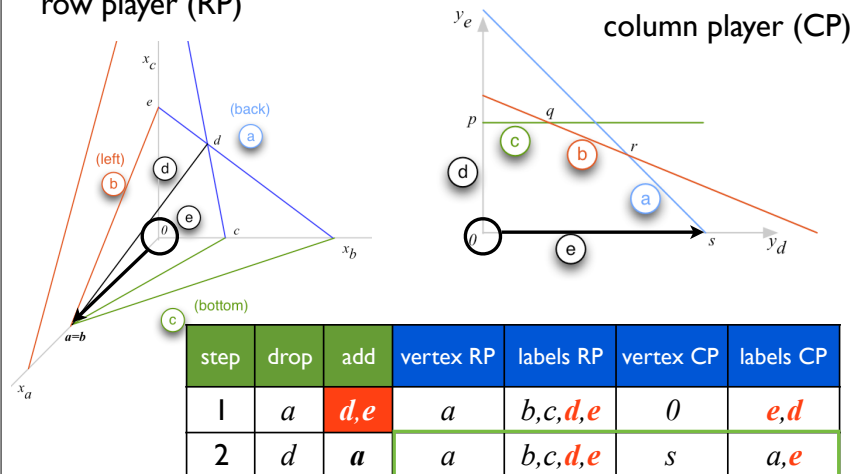 row player (RP)
column player (CP)
x_c
e
(back)
a
d
(left)
b
d
e
0
c
x_b
(bottom)
c
a=b
x_a
y_e
p
q
c
b
r
d
a
0
e
s
y_d
step drop add vertex RP labels RP vertex CP labels CP
1 a d,e a b,c,d,e 0 e,d
2 d a a b,c,d,e s a,e